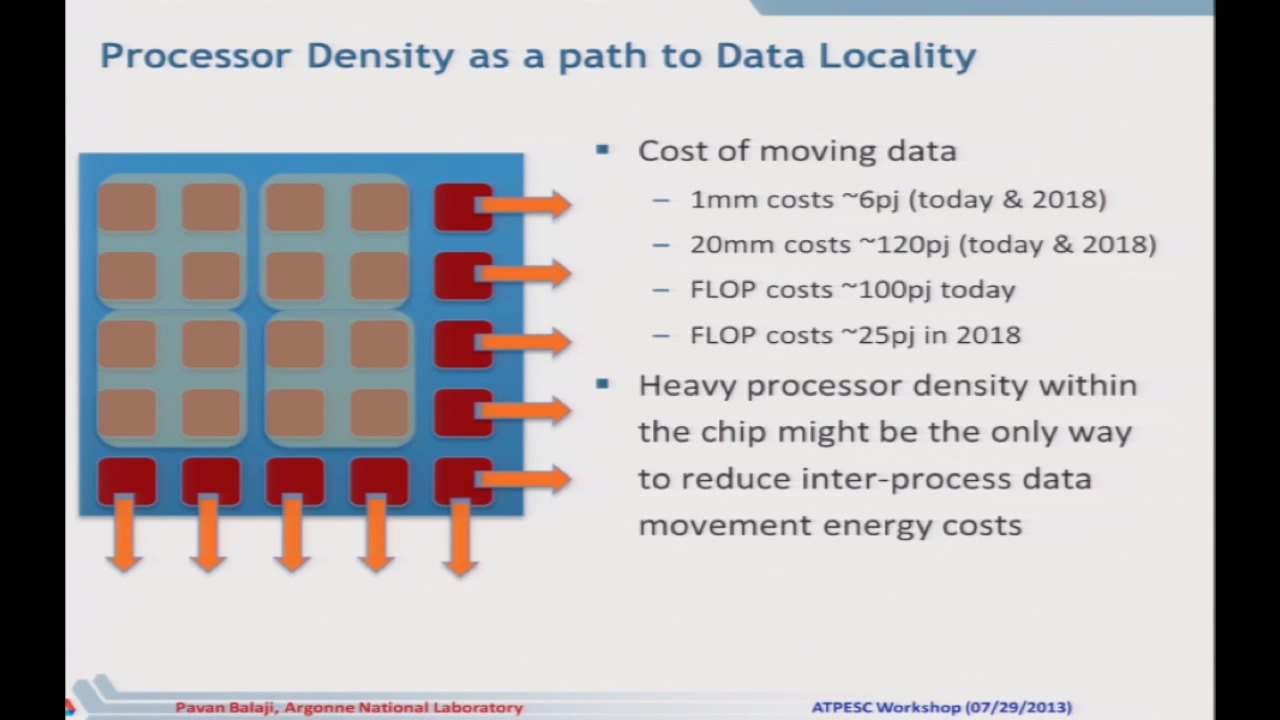 Processor Density as a path to Data Locality
▪ Cost of moving data
– 1mm costs ~6pj (today & 2018)
– 20mm costs ~120pj (today & 2018)
– FLOP costs ~100pj today
– FLOP costs ~25pj in 2018
▪ Heavy processor density within
the chip might be the only way
to reduce inter-process data
movement energy costs
Pavan Balaji, Argonne National Laboratory
ATPESC Workshop (07/29/2013)